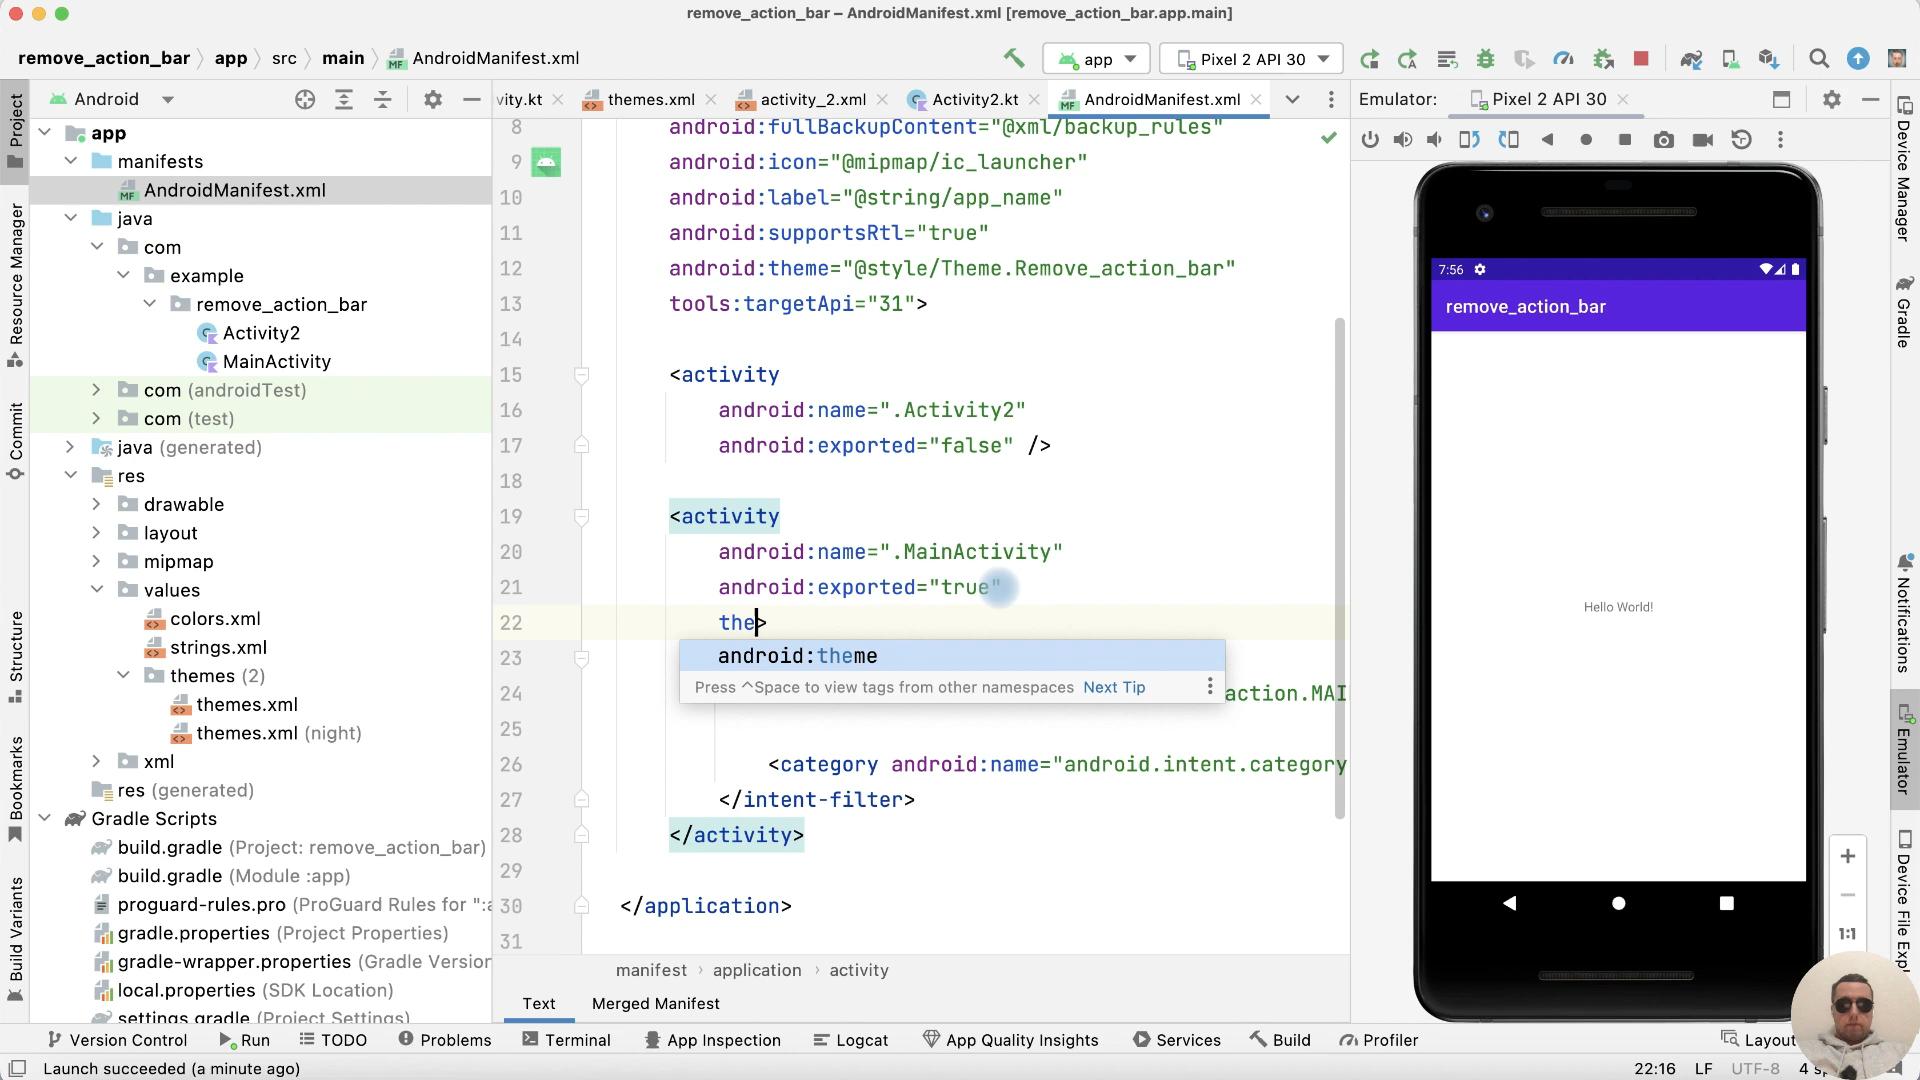 remove_action_bar – AndroidManifest.xml [remove_action_bar.app.main]
remove_action_bar app src main AndroidManifest.xml
app
Pixel 2 API 30
Android
vity.kt
themes.xml
activity_2.xml
Activity2.kt
AndroidManifest.xml
Emulator: Pixel 2 API 30
Project
Resource Manager
Commit
Structure
Bookmarks
Build Variants
app
manifests
AndroidManifest.xml
java
com
example
remove_action_bar
Activity2
MainActivity
com (androidTest)
com (test)
java (generated)
res
drawable
layout
mipmap
values
colors.xml
strings.xml
themes (2)
themes.xml
themes.xml (night)
xml
res (generated)
Gradle Scripts
build.gradle (Project: remove_action_bar)
build.gradle (Module :app)
proguard-rules.pro (ProGuard Rules for ":a
gradle.properties (Project Properties)
gradle-wrapper.properties (Gradle Version
local.properties (SDK Location)
settings.gradle (Project Settings)
8 android:fullBackupContent="@xml/backup_rules"
9 android:icon="@mipmap/ic_launcher"
10 android:label="@string/app_name"
11 android:supportsRtl="true"
12 android:theme="@style/Theme.Remove_action_bar"
13 tools:targetApi="31">
14
15 <activity
16 android:name=".Activity2"
17 android:exported="false" />
18
19 <activity
20 android:name=".MainActivity"
21 android:exported="true"
22 the>
23 android:theme
Press ^Space to view tags from other namespaces Next Tip
24 action.MAI
25
26 <category android:name="android.intent.category
27 </intent-filter>
28 </activity>
29
30 </application>
31
manifest › application › activity
Text Merged Manifest
7:56
remove_action_bar
Hello World!
1:1
Device Manager
Gradle
Notifications
Emulator
Device File Expl
Version Control Run TODO Problems Terminal App Inspection Logcat App Quality Insights Services Build Profiler Layout
Launch succeeded (a minute ago)
22:16 LF UTF-8 4 sp